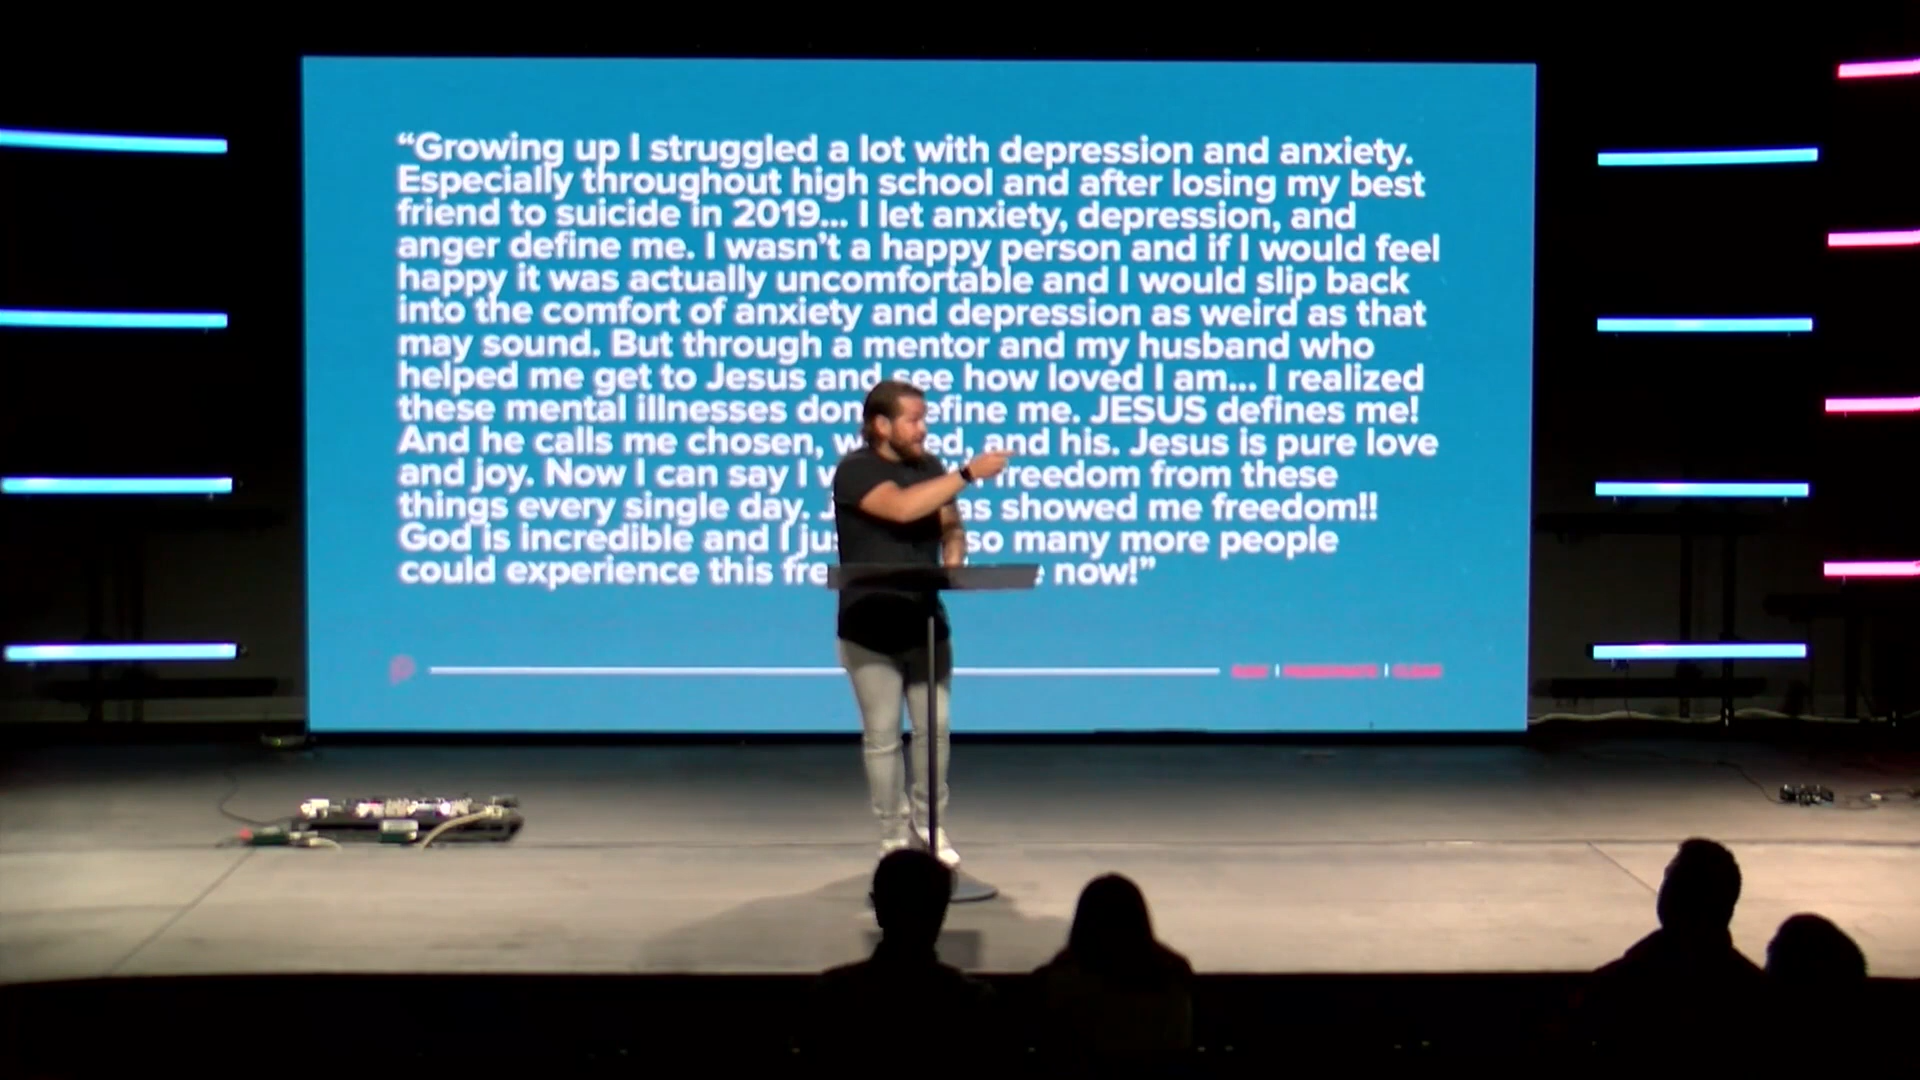 “Growing up I struggled a lot with depression and anxiety.
Especially throughout high school and after losing my best
friend to suicide in 2019... I let anxiety, depression, and
anger define me. I wasn’t a happy person and if I would feel
happy it was actually uncomfortable and I would slip back
into the comfort of anxiety and depression as weird as that
may sound. But through a mentor and my husband who
helped me get to Jesus and see how loved I am... I realized
these mental illnesses don efine me. JESUS defines me!
And he calls me chosen, w ed, and his. Jesus is pure love
and joy. Now I can say I freedom from these
things every single day. as showed me freedom!!
God is incredible and I so many more people
could experience this now!”